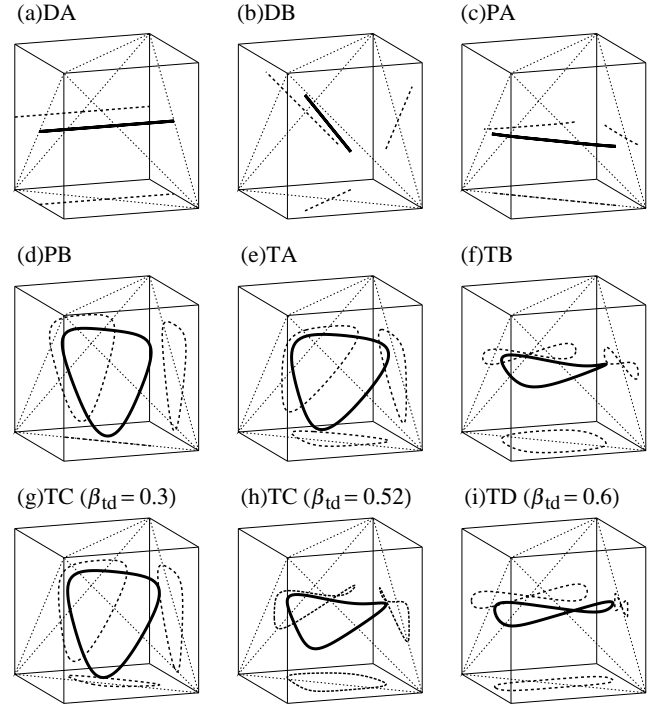 (a)DA (b)DB (c)PA
(d)PB (e)TA (f)TB
(g)TC (β_td = 0.3) (h)TC (β_td = 0.52) (i)TD (β_td = 0.6)